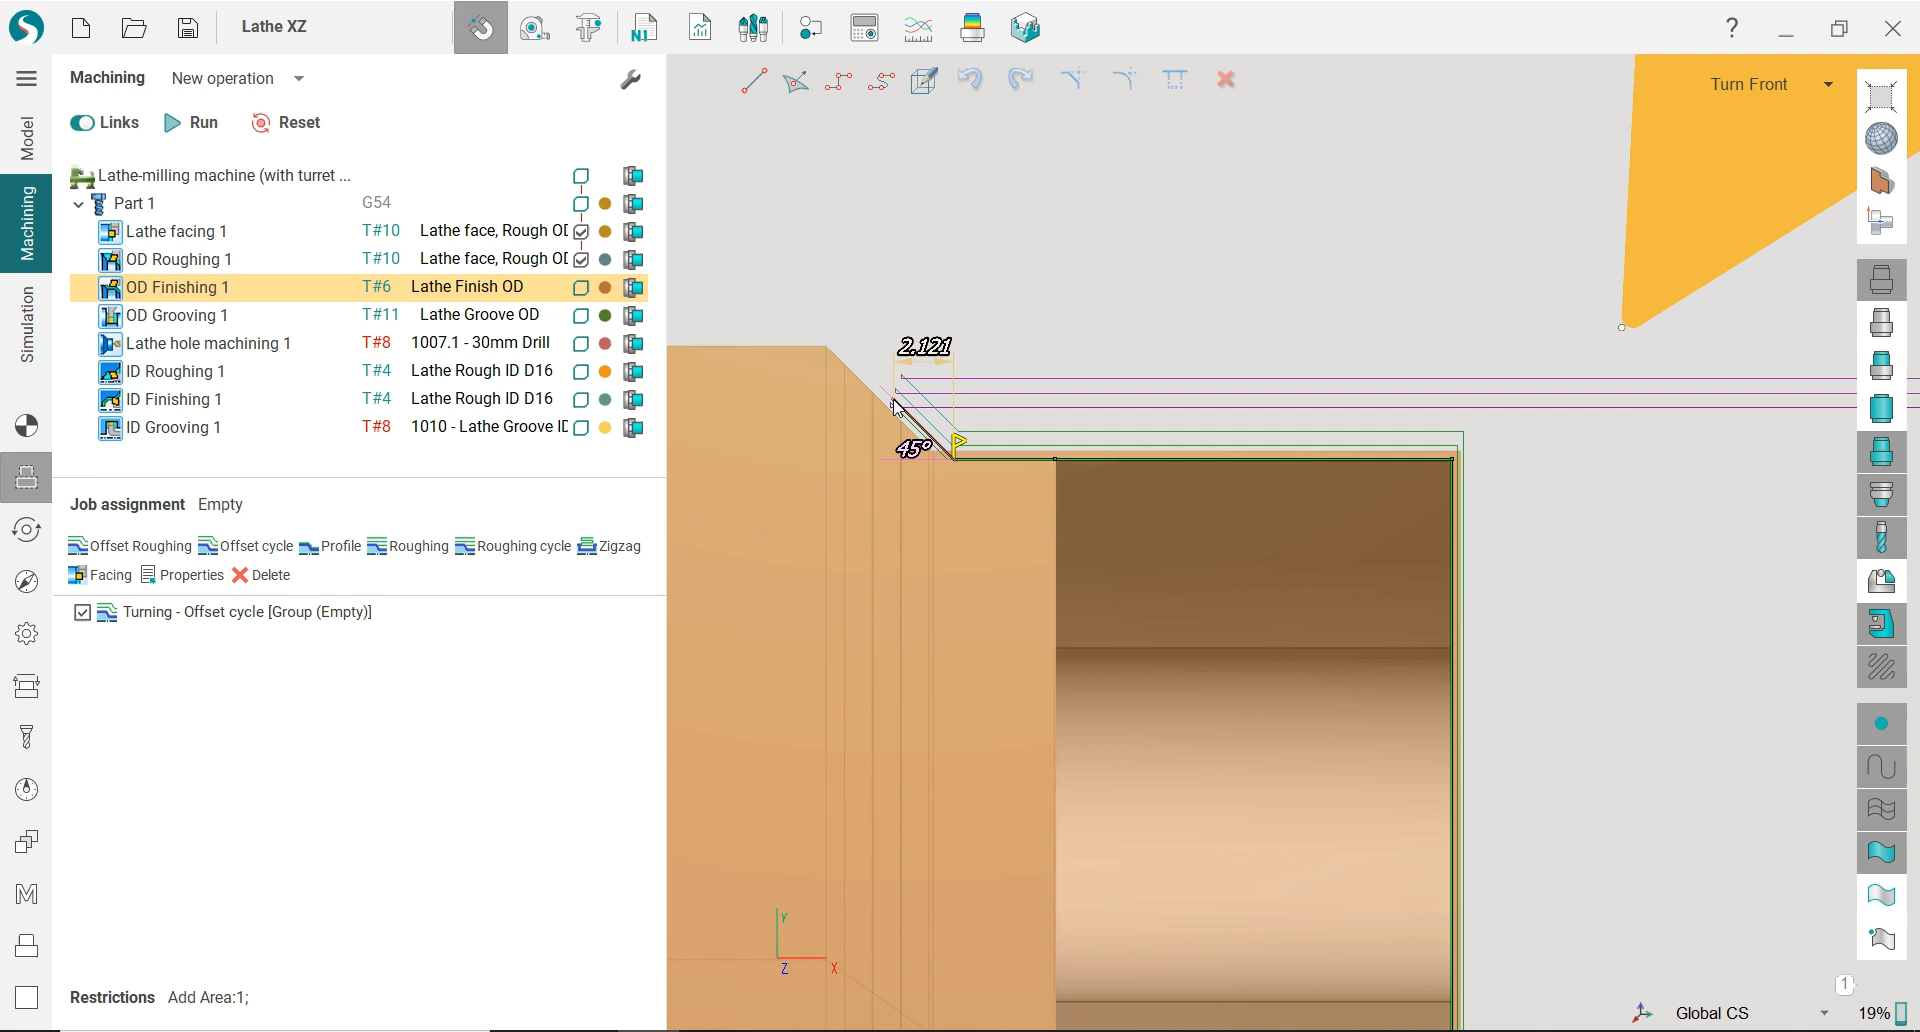 Lathe XZ
N1
?
Machining New operation
Turn Front
Links Run Reset
Model
Machining
Simulation
Lathe-milling machine (with turret ...
Part 1 G54
Lathe facing 1 T#10 Lathe face, Rough OD
OD Roughing 1 T#10 Lathe face, Rough OD
OD Finishing 1 T#6 Lathe Finish OD
OD Grooving 1 T#11 Lathe Groove OD
Lathe hole machining 1 T#8 1007.1 - 30mm Drill
ID Roughing 1 T#4 Lathe Rough ID D16
ID Finishing 1 T#4 Lathe Rough ID D16
ID Grooving 1 T#8 1010 - Lathe Groove ID
2.121
45°
Job assignment Empty
Offset Roughing Offset cycle Profile Roughing Roughing cycle Zigzag
Facing Properties Delete
Turning - Offset cycle [Group (Empty)]
Y
Z X
M
Restrictions Add Area:1;
1
Global CS 19%